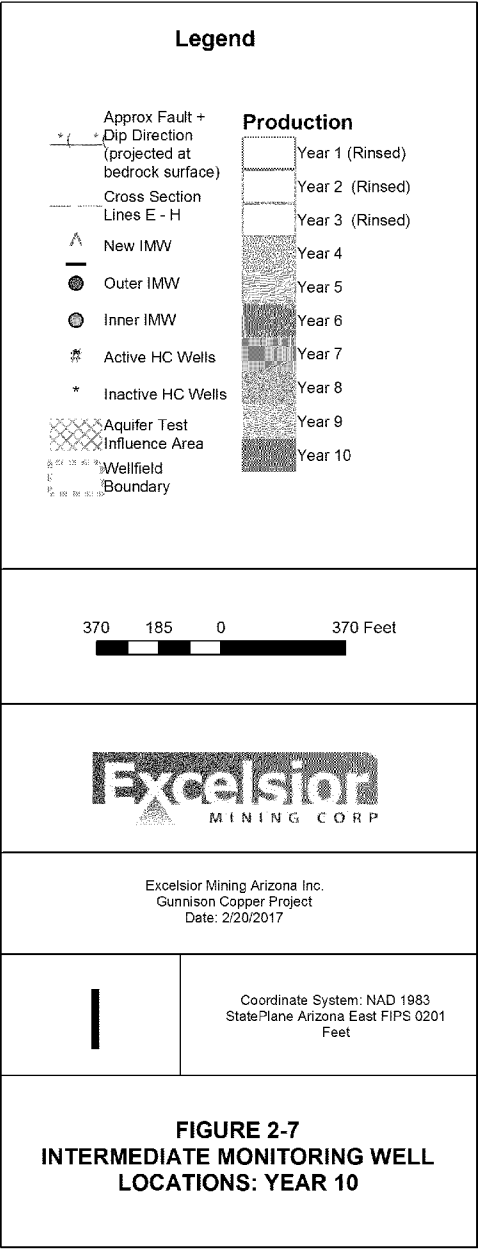 Legend
Approx Fault +
Dip Direction
(projected at
bedrock surface)
Cross Section
Lines E - H
New IMW
Outer IMW
Inner IMW
Active HC Wells
Inactive HC Wells
Aquifer Test
Influence Area
Wellfield
Boundary
Production
Year 1 (Rinsed)
Year 2 (Rinsed)
Year 3 (Rinsed)
Year 4
Year 5
Year 6
Year 7
Year 8
Year 9
Year 10
370 185 0 370 Feet
Excelsior
MINING CORP
Excelsior Mining Arizona Inc.
Gunnison Copper Project
Date: 2/20/2017
Coordinate System: NAD 1983
StatePlane Arizona East FIPS 0201
Feet
FIGURE 2-7
INTERMEDIATE MONITORING WELL
LOCATIONS: YEAR 10